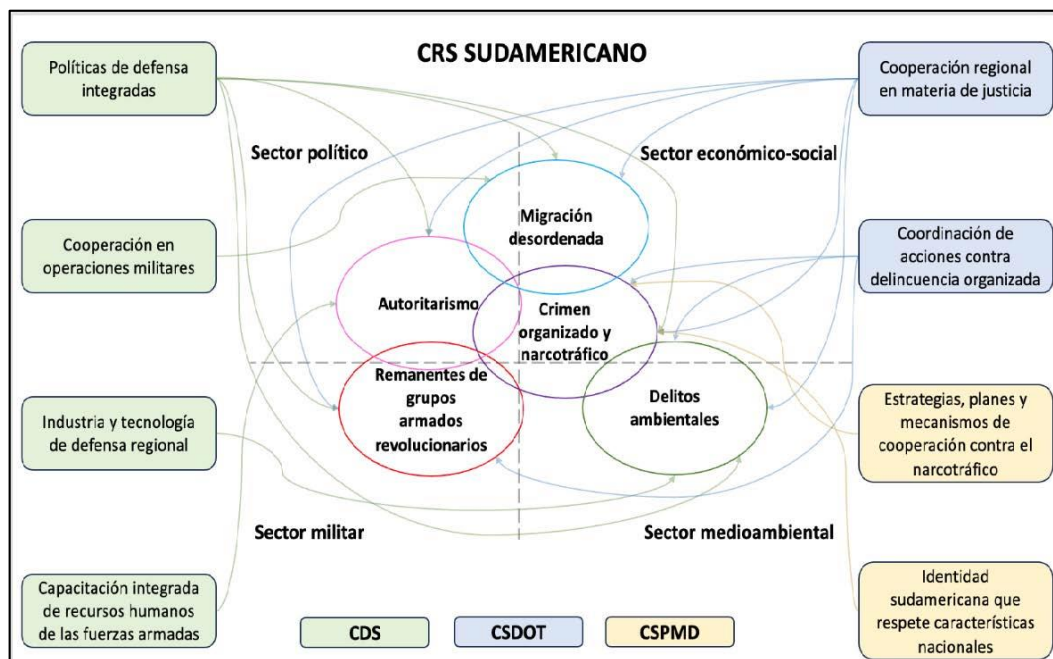 CRS SUDAMERICANO
Políticas de defensa
integradas
Cooperación regional
en materia de justicia
Sector político
Sector económico-social
Migración
desordenada
Cooperación en
operaciones militares
Coordinación de
acciones contra
delincuencia organizada
Autoritarismo
Crimen
organizado y
narcotráfico
Remanentes de
grupos
armados
revolucionarios
Delitos
ambientales
Industria y tecnología
de defensa regional
Estrategias, planes y
mecanismos de
cooperación contra el
narcotráfico
Sector militar
Sector medioambiental
Capacitación integrada
de recursos humanos
de las fuerzas armadas
Identidad
sudamericana que
respete características
nacionales
CDS
CSDOT
CSPMD